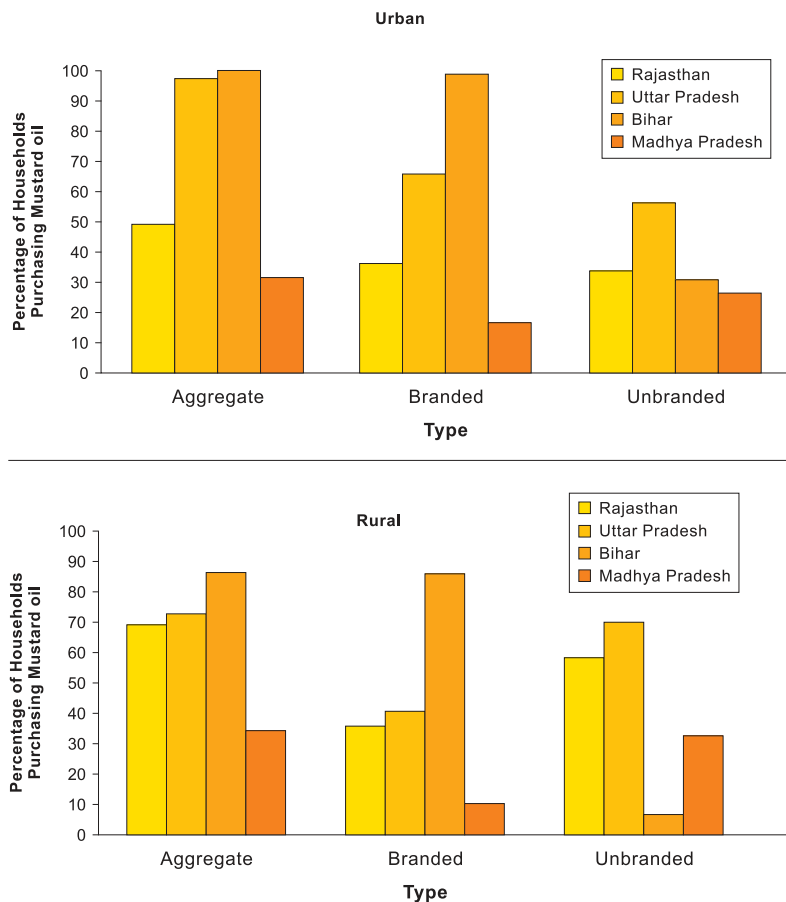 Urban
Percentage of Households
Purchasing Mustard oil
100
90
80
70
60
50
40
30
20
10
0
Rajasthan
Uttar Pradesh
Bihar
Madhya Pradesh
Aggregate Branded Unbranded
Type
Rural
Percentage of Households
Purchasing Mustard oil
100
90
80
70
60
50
40
30
20
10
0
Rajasthan
Uttar Pradesh
Bihar
Madhya Pradesh
Aggregate Branded Unbranded
Type